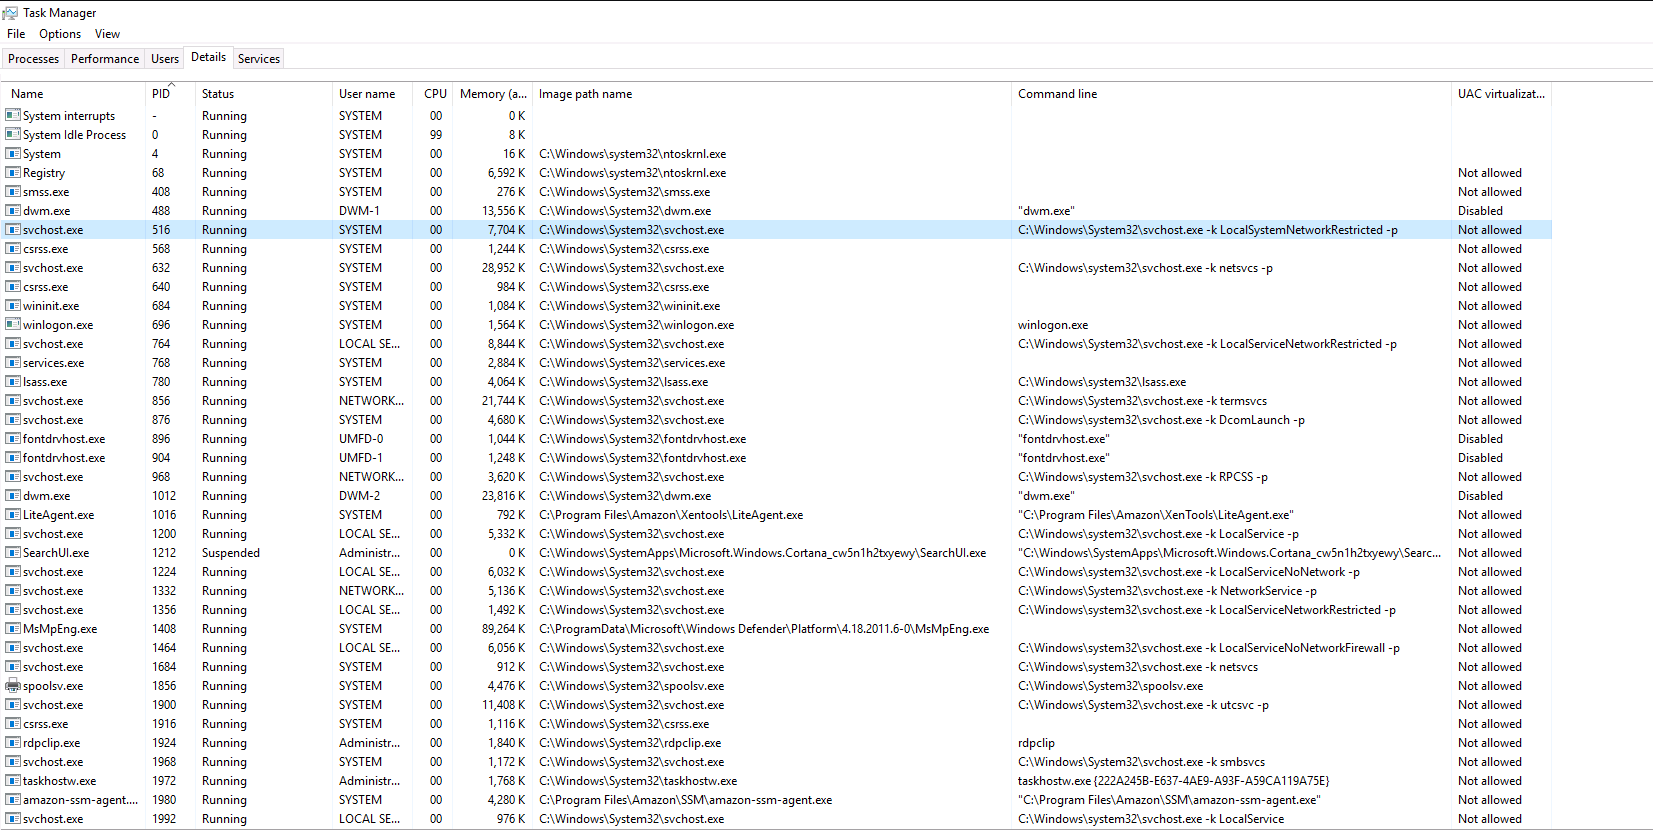 Task Manager
File Options View
Processes Performance Users Details Services
Name PID Status User name CPU Memory (a... Image path name Command line UAC virtualizat...
System interrupts - Running SYSTEM 00 0 K
System Idle Process 0 Running SYSTEM 99 8 K
System 4 Running SYSTEM 00 16 K C:\Windows\system32\ntoskrnl.exe
Registry 68 Running SYSTEM 00 6,592 K C:\Windows\system32\ntoskrnl.exe Not allowed
smss.exe 408 Running SYSTEM 00 276 K C:\Windows\System32\smss.exe Not allowed
dwm.exe 488 Running DWM-1 00 13,556 K C:\Windows\System32\dwm.exe "dwm.exe" Disabled
svchost.exe 516 Running SYSTEM 00 7,704 K C:\Windows\System32\svchost.exe C:\Windows\System32\svchost.exe -k LocalSystemNetworkRestricted -p Not allowed
csrss.exe 568 Running SYSTEM 00 1,244 K C:\Windows\System32\csrss.exe Not allowed
svchost.exe 632 Running SYSTEM 00 28,952 K C:\Windows\System32\svchost.exe C:\Windows\system32\svchost.exe -k netsvcs -p Not allowed
csrss.exe 640 Running SYSTEM 00 984 K C:\Windows\System32\csrss.exe Not allowed
wininit.exe 684 Running SYSTEM 00 1,084 K C:\Windows\System32\wininit.exe Not allowed
winlogon.exe 696 Running SYSTEM 00 1,564 K C:\Windows\System32\winlogon.exe winlogon.exe Not allowed
svchost.exe 764 Running LOCAL SE... 00 8,844 K C:\Windows\System32\svchost.exe C:\Windows\System32\svchost.exe -k LocalServiceNetworkRestricted -p Not allowed
services.exe 768 Running SYSTEM 00 2,884 K C:\Windows\System32\services.exe Not allowed
lsass.exe 780 Running SYSTEM 00 4,064 K C:\Windows\System32\lsass.exe C:\Windows\system32\lsass.exe Not allowed
svchost.exe 856 Running NETWORK... 00 21,744 K C:\Windows\System32\svchost.exe C:\Windows\System32\svchost.exe -k termsvcs Not allowed
svchost.exe 876 Running SYSTEM 00 4,680 K C:\Windows\System32\svchost.exe C:\Windows\system32\svchost.exe -k DcomLaunch -p Not allowed
fontdrvhost.exe 896 Running UMFD-0 00 1,044 K C:\Windows\System32\fontdrvhost.exe "fontdrvhost.exe" Disabled
fontdrvhost.exe 904 Running UMFD-1 00 1,248 K C:\Windows\System32\fontdrvhost.exe "fontdrvhost.exe" Disabled
svchost.exe 968 Running NETWORK... 00 3,620 K C:\Windows\System32\svchost.exe C:\Windows\system32\svchost.exe -k RPCSS -p Not allowed
dwm.exe 1012 Running DWM-2 00 23,816 K C:\Windows\System32\dwm.exe "dwm.exe" Disabled
LiteAgent.exe 1016 Running SYSTEM 00 792 K C:\Program Files\Amazon\Xentools\LiteAgent.exe "C:\Program Files\Amazon\XenTools\LiteAgent.exe" Not allowed
svchost.exe 1200 Running LOCAL SE... 00 5,332 K C:\Windows\System32\svchost.exe C:\Windows\system32\svchost.exe -k LocalService -p Not allowed
SearchUI.exe 1212 Suspended Administr... 00 0 K C:\Windows\SystemApps\Microsoft.Windows.Cortana_cw5n1h2txyewy\SearchUI.exe "C:\Windows\SystemApps\Microsoft.Windows.Cortana_cw5n1h2txyewy\Searc... Not allowed
svchost.exe 1224 Running LOCAL SE... 00 6,032 K C:\Windows\System32\svchost.exe C:\Windows\system32\svchost.exe -k LocalServiceNoNetwork -p Not allowed
svchost.exe 1332 Running NETWORK... 00 5,136 K C:\Windows\System32\svchost.exe C:\Windows\System32\svchost.exe -k NetworkService -p Not allowed
svchost.exe 1356 Running LOCAL SE... 00 1,492 K C:\Windows\System32\svchost.exe C:\Windows\system32\svchost.exe -k LocalServiceNetworkRestricted -p Not allowed
MsMpEng.exe 1408 Running SYSTEM 00 89,264 K C:\ProgramData\Microsoft\Windows Defender\Platform\4.18.2011.6-0\MsMpEng.exe Not allowed
svchost.exe 1464 Running LOCAL SE... 00 6,056 K C:\Windows\System32\svchost.exe C:\Windows\system32\svchost.exe -k LocalServiceNoNetworkFirewall -p Not allowed
svchost.exe 1684 Running SYSTEM 00 912 K C:\Windows\System32\svchost.exe C:\Windows\System32\svchost.exe -k netsvcs Not allowed
spoolsv.exe 1856 Running SYSTEM 00 4,476 K C:\Windows\System32\spoolsv.exe C:\Windows\System32\spoolsv.exe Not allowed
svchost.exe 1900 Running SYSTEM 00 11,408 K C:\Windows\System32\svchost.exe C:\Windows\System32\svchost.exe -k utcsvc -p Not allowed
csrss.exe 1916 Running SYSTEM 00 1,116 K C:\Windows\System32\csrss.exe Not allowed
rdpclip.exe 1924 Running Administr... 00 1,840 K C:\Windows\System32\rdpclip.exe rdpclip Not allowed
svchost.exe 1968 Running SYSTEM 00 1,172 K C:\Windows\System32\svchost.exe C:\Windows\System32\svchost.exe -k smbsvcs Not allowed
taskhostw.exe 1972 Running Administr... 00 1,768 K C:\Windows\System32\taskhostw.exe taskhostw.exe {222A245B-E637-4AE9-A93F-A59CA119A75E} Not allowed
amazon-ssm-agent.... 1980 Running SYSTEM 00 4,280 K C:\Program Files\Amazon\SSM\amazon-ssm-agent.exe "C:\Program Files\Amazon\SSM\amazon-ssm-agent.exe" Not allowed
svchost.exe 1992 Running LOCAL SE... 00 976 K C:\Windows\System32\svchost.exe C:\Windows\system32\svchost.exe -k LocalService Not allowed